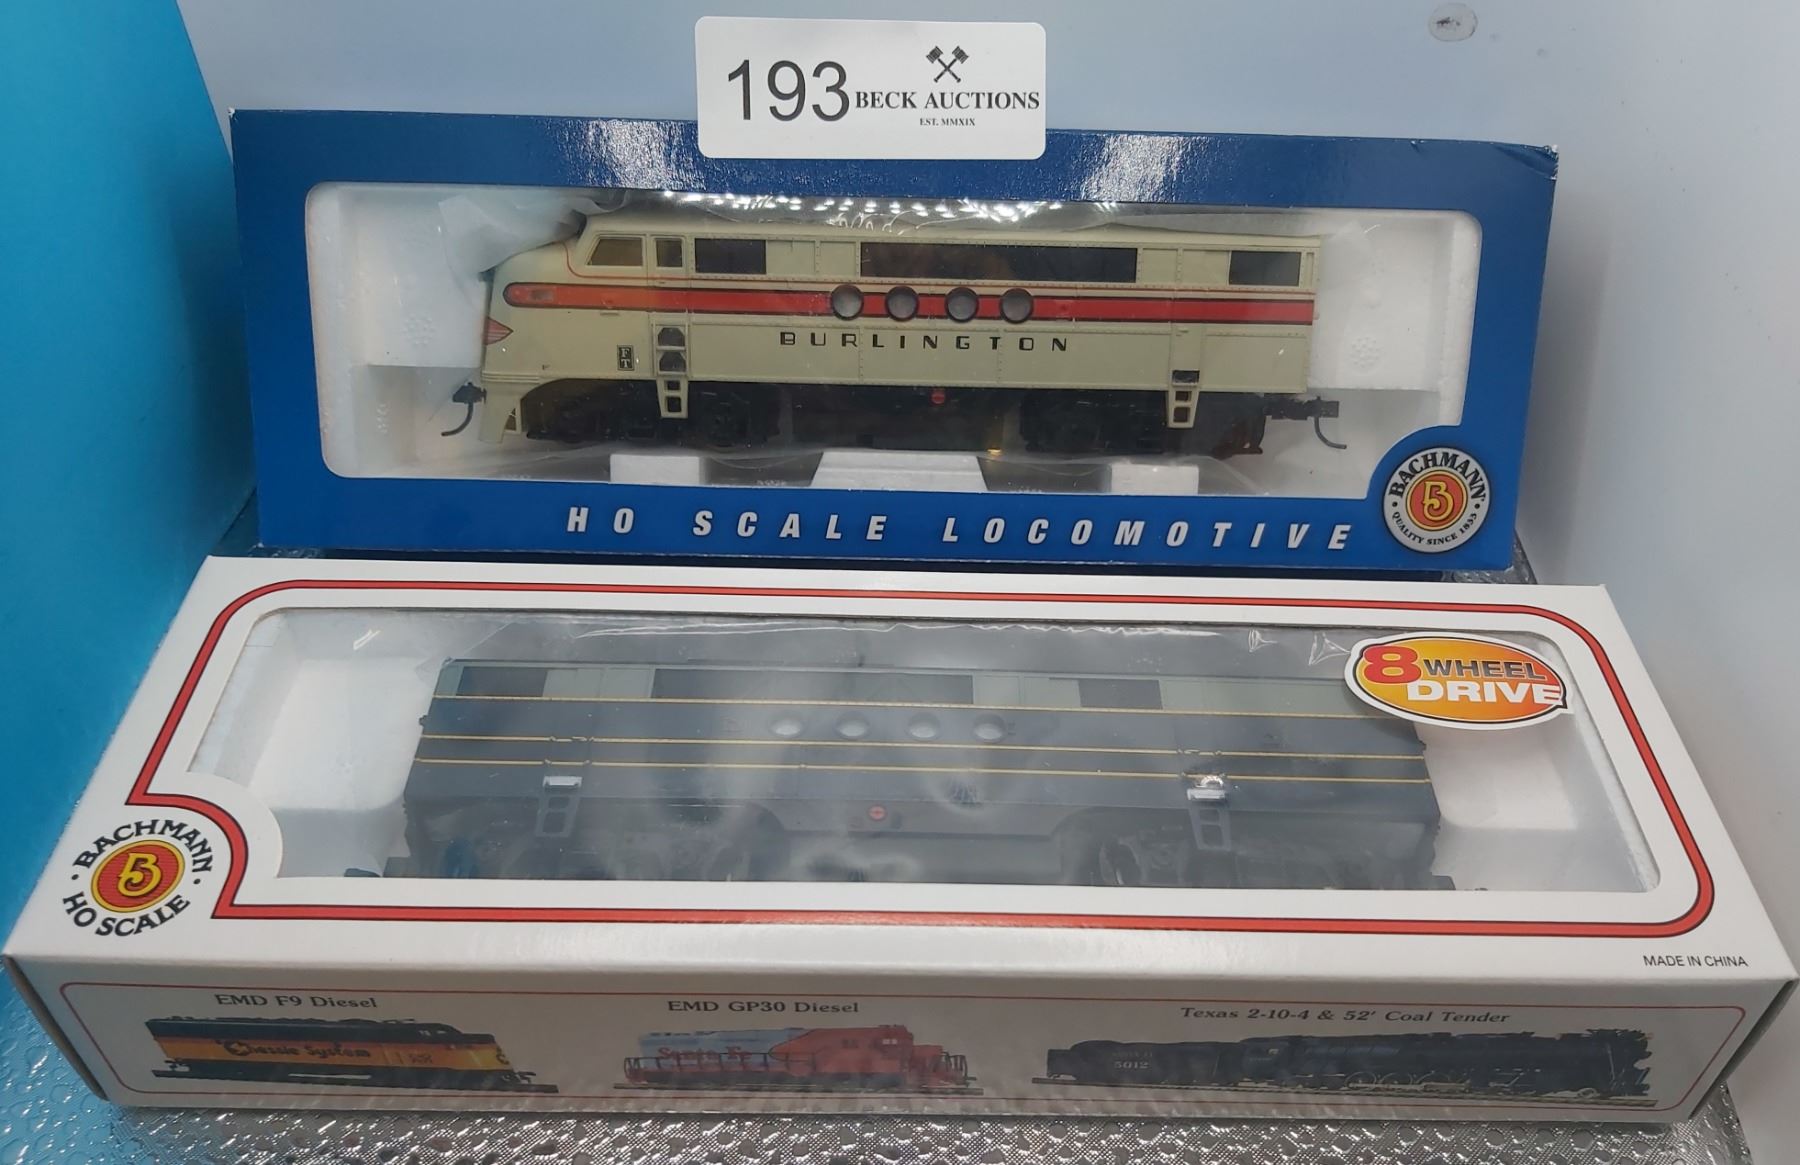 193
BECK AUCTIONS
EST. MMXIX
BURLINGTON
FT
HO SCALE LOCOMOTIVE
BACHMANN
B
QUALITY SINCE 1833
8 WHEEL
DRIVE
BACHMANN
B
HO SCALE
MADE IN CHINA
EMD F9 Diesel
EMD GP30 Diesel
Texas 2-10-4 & 52' Coal Tender
Chessie System
Santa Fe
5012